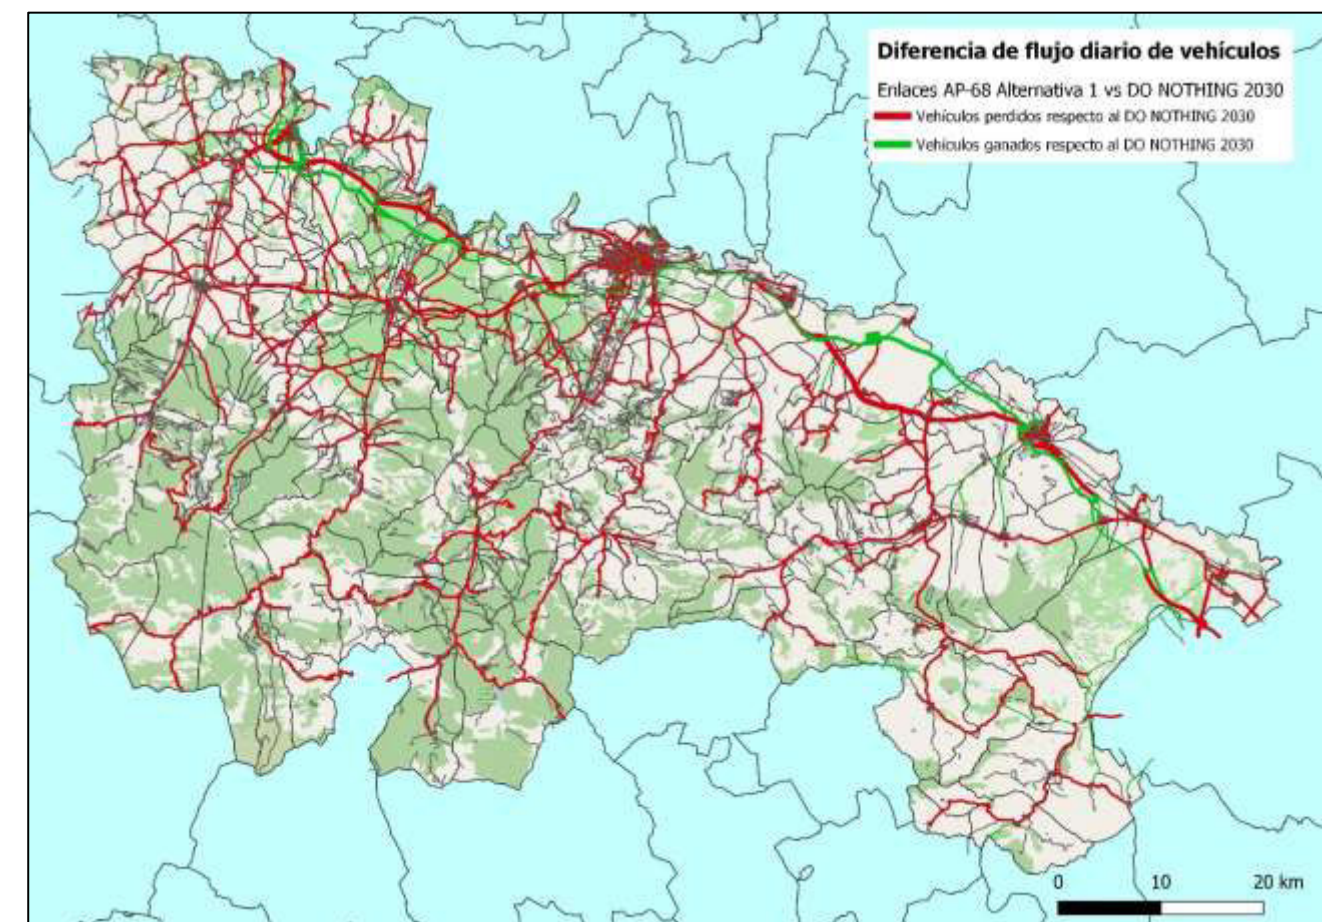 Diferencia de flujo diario de vehículos
Enlaces AP-68 Alternativa 1 vs DO NOTHING 2030
Vehículos perdidos respecto al DO NOTHING 2030
Vehículos ganados respecto al DO NOTHING 2030
0 10 20 km